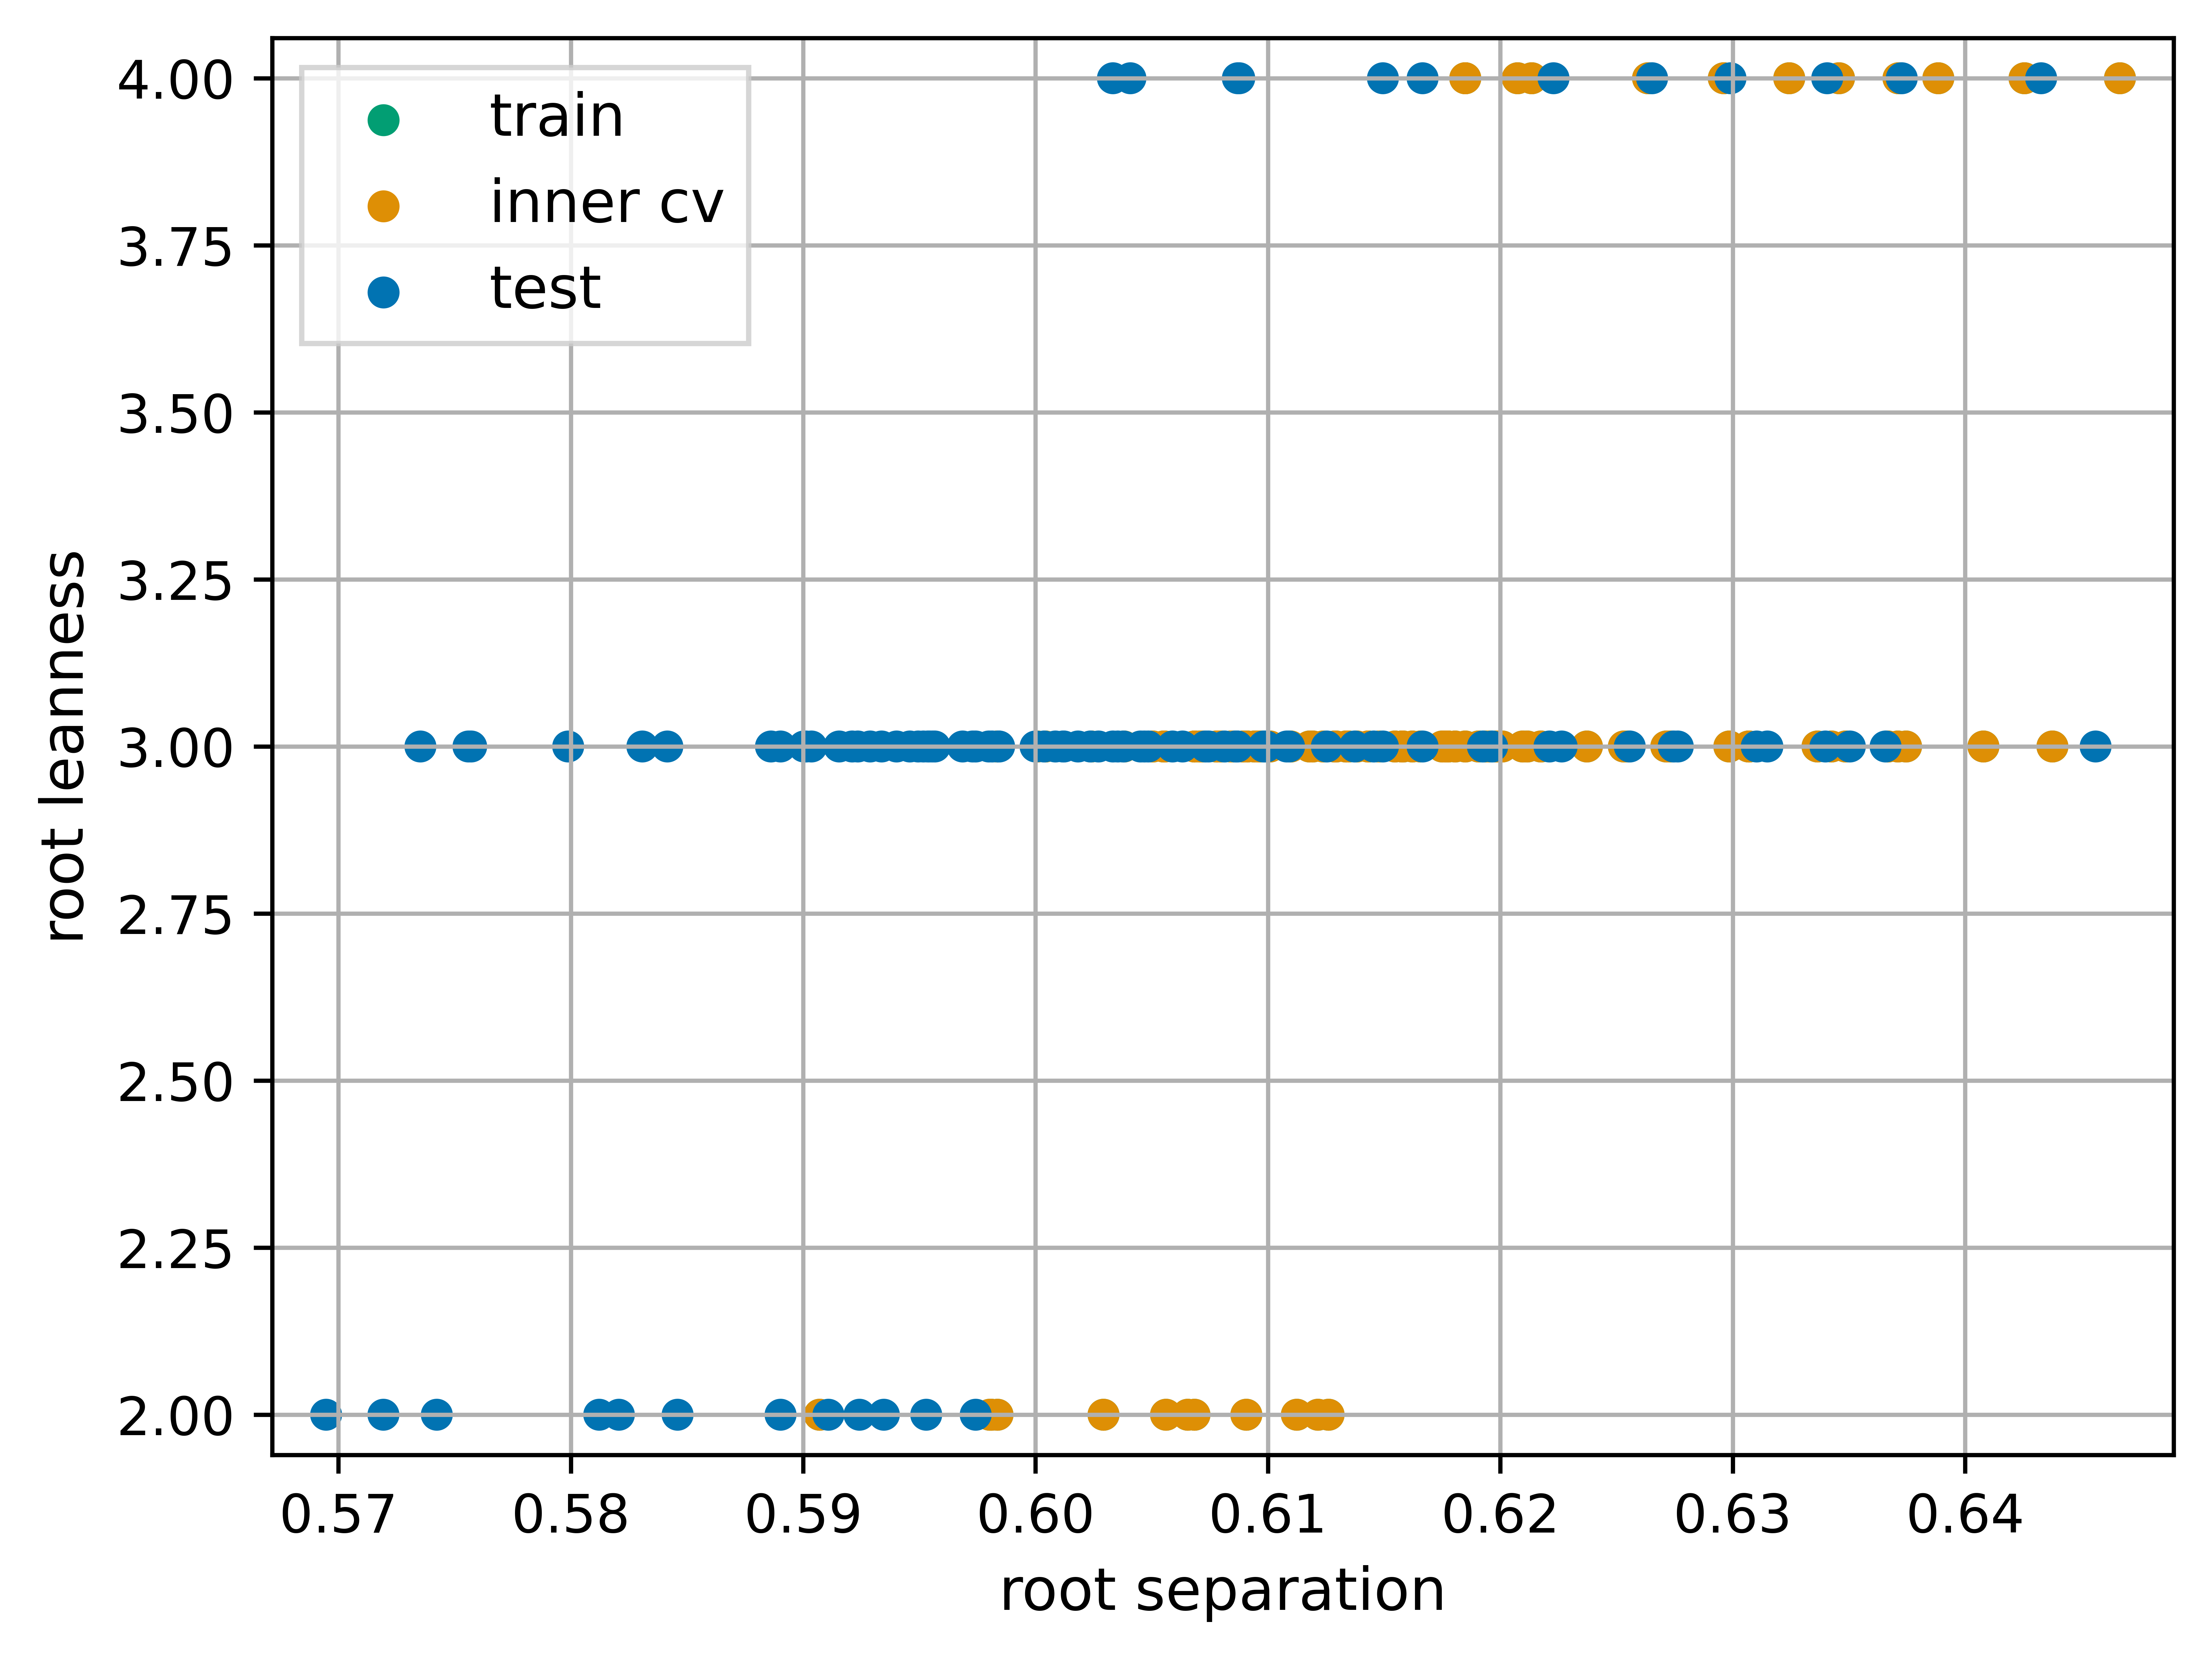 4.00
3.75
3.50
3.25
3.00
2.75
2.50
2.25
2.00
root leanness
train
inner cv
test
0.57 0.58 0.59 0.60 0.61 0.62 0.63 0.64
root separation